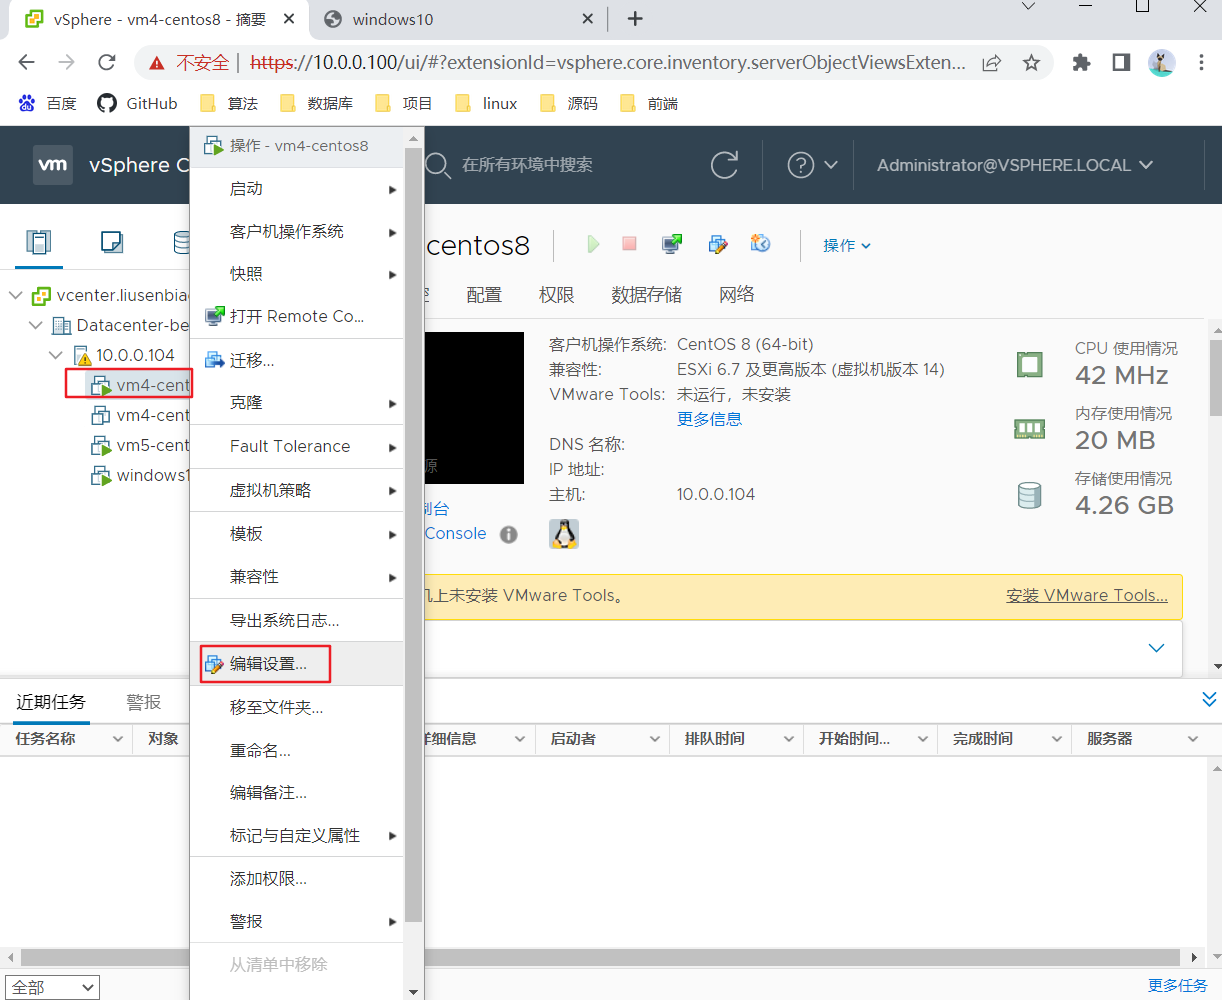 vSphere - vm4-centos8 - 摘要
windows10
不安全 | https://10.0.0.100/ui/#?extensionId=vsphere.core.inventory.serverObjectViewsExten...
百度 GitHub 算法 数据库 项目 linux 源码 前端
vm vSphere C
在所有环境中搜索
Administrator@VSPHERE.LOCAL
操作 - vm4-centos8
启动
客户机操作系统
快照
打开 Remote Co...
迁移...
克隆
Fault Tolerance
虚拟机策略
模板
兼容性
导出系统日志...
编辑设置...
移至文件夹...
重命名...
编辑备注...
标记与自定义属性
添加权限...
警报
从清单中移除
vcenter.liusenbia
Datacenter-be
10.0.0.104
vm4-cent
vm4-cent
vm5-cent
windows1
centos8
操作
配置 权限 数据存储 网络
客户机操作系统: CentOS 8 (64-bit)
兼容性: ESXi 6.7 及更高版本 (虚拟机版本 14)
VMware Tools: 未运行，未安装
更多信息
DNS 名称:
IP 地址:
主机: 10.0.0.104
源
制台
Console
CPU 使用情况
42 MHz
内存使用情况
20 MB
存储使用情况
4.26 GB
机上未安装 VMware Tools。
安装 VMware Tools...
近期任务 警报
任务名称 对象 详细信息 启动者 排队时间 开始时间... 完成时间 服务器
全部
更多任务